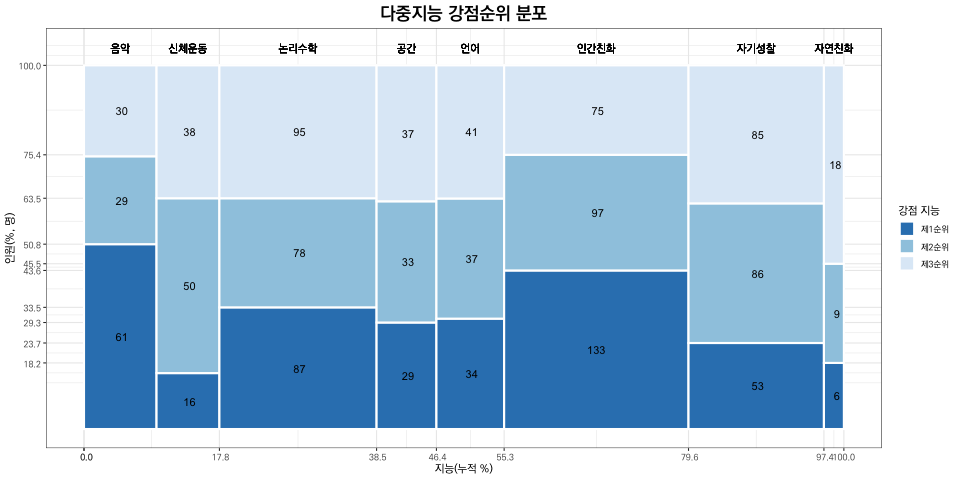 다중지능 강점순위 분포
음악 신체운동 논리수학 공간 언어 인간친화 자기성찰 자연친화
100.0
75.4
63.5
50.8
45.5
43.6
33.5
29.3
23.7
18.2
인원(%, 명)
30 38 95 37 41 75 85 18
29 50 78 33 37 97 86 9
61 16 87 29 34 133 53 6
0.0 17.8 38.5 46.4 55.3 79.6 97.4 100.0
지능(누적 %)
강점 지능
제1순위
제2순위
제3순위